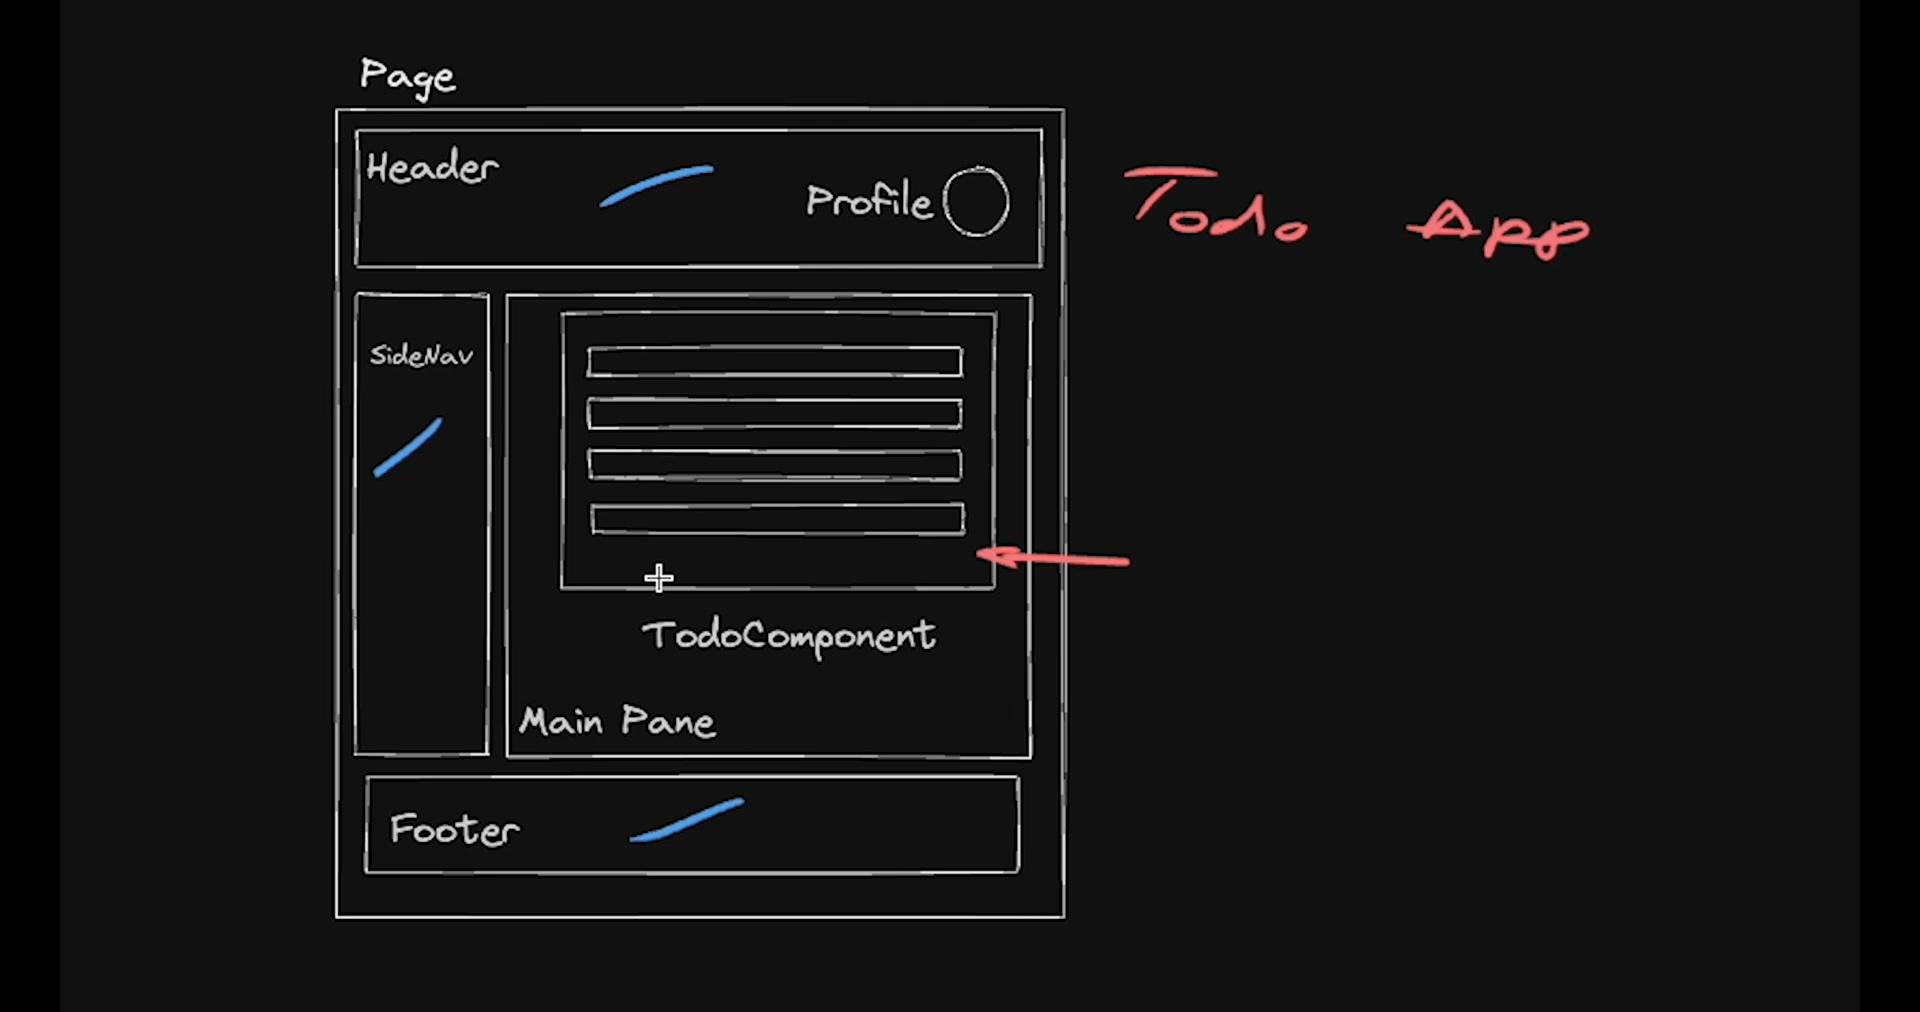 Page
Header
Profile
Todo App
SideNav
TodoComponent
Main Pane
Footer